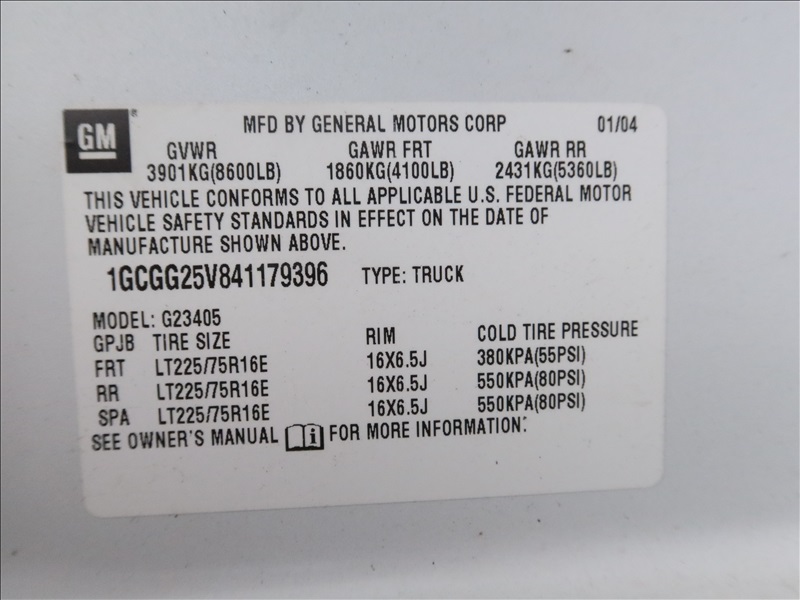 GM
MFD BY GENERAL MOTORS CORP 01/04
GVWR GAWR FRT GAWR RR
3901KG(8600LB) 1860KG(4100LB) 2431KG(5360LB)
THIS VEHICLE CONFORMS TO ALL APPLICABLE U.S. FEDERAL MOTOR
VEHICLE SAFETY STANDARDS IN EFFECT ON THE DATE OF
MANUFACTURE SHOWN ABOVE.
1GCGG25V841179396 TYPE: TRUCK
MODEL: G23405
GPJB TIRE SIZE RIM COLD TIRE PRESSURE
FRT LT225/75R16E 16X6.5J 380KPA(55PSI)
RR LT225/75R16E 16X6.5J 550KPA(80PSI)
SPA LT225/75R16E 16X6.5J 550KPA(80PSI)
SEE OWNER'S MANUAL FOR MORE INFORMATION.